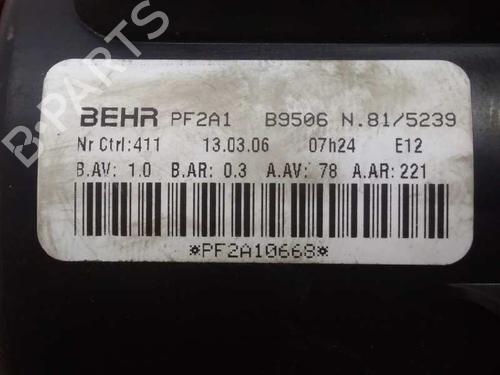 BEHR PF2A1 B9506 N.81/5239
Nr Ctrl:411 13.03.06 07h24 E12
B.AV: 1.0 B.AR: 0.3 A.AV: 78 A.AR: 221
*PF2A10668*
B-PARTS